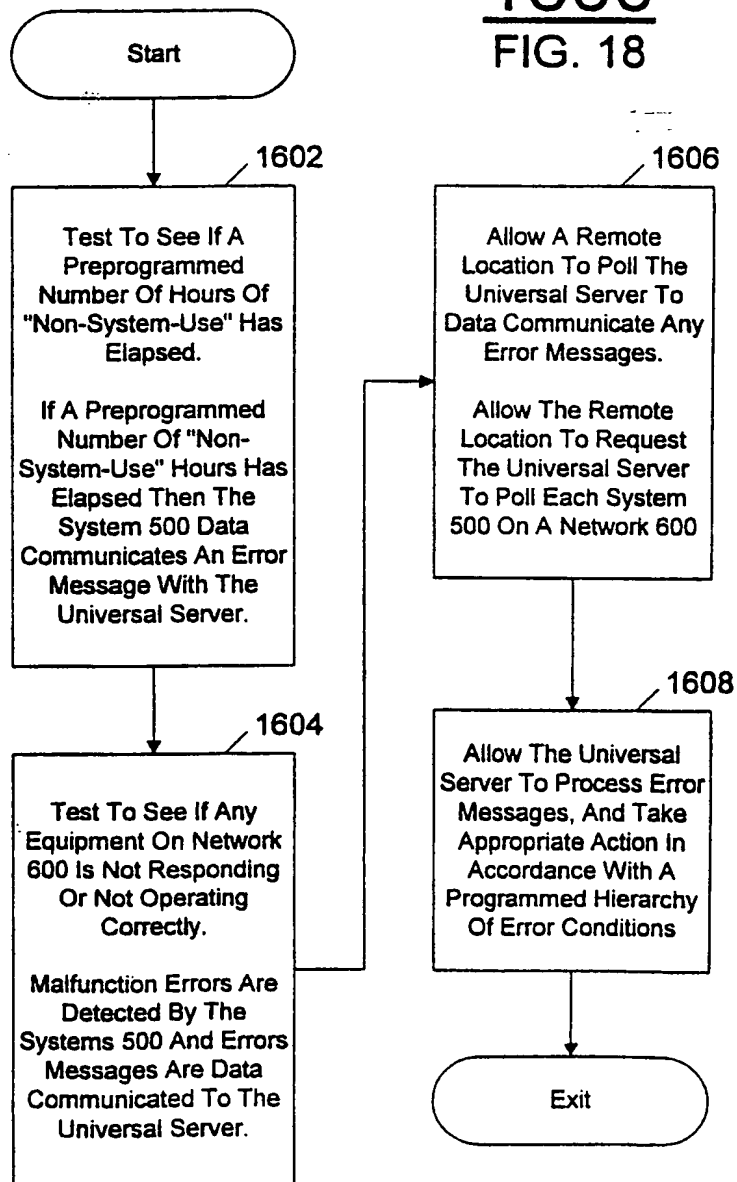 FIG. 18
Start
1602
Test To See If A
Preprogrammed
Number Of Hours Of
"Non-System-Use" Has
Elapsed.
If A Preprogrammed
Number Of "Non-
System-Use" Hours Has
Elapsed Then The
System 500 Data
Communicates An Error
Message With The
Universal Server.
1604
Test To See If Any
Equipment On Network
600 Is Not Responding
Or Not Operating
Correctly.
Malfunction Errors Are
Detected By The
Systems 500 And Errors
Messages Are Data
Communicated To The
Universal Server.
1606
Allow A Remote
Location To Poll The
Universal Server To
Data Communicate Any
Error Messages.
Allow The Remote
Location To Request
The Universal Server
To Poll Each System
500 On A Network 600
1608
Allow The Universal
Server To Process Error
Messages, And Take
Appropriate Action In
Accordance With A
Programmed Hierarchy
Of Error Conditions
Exit